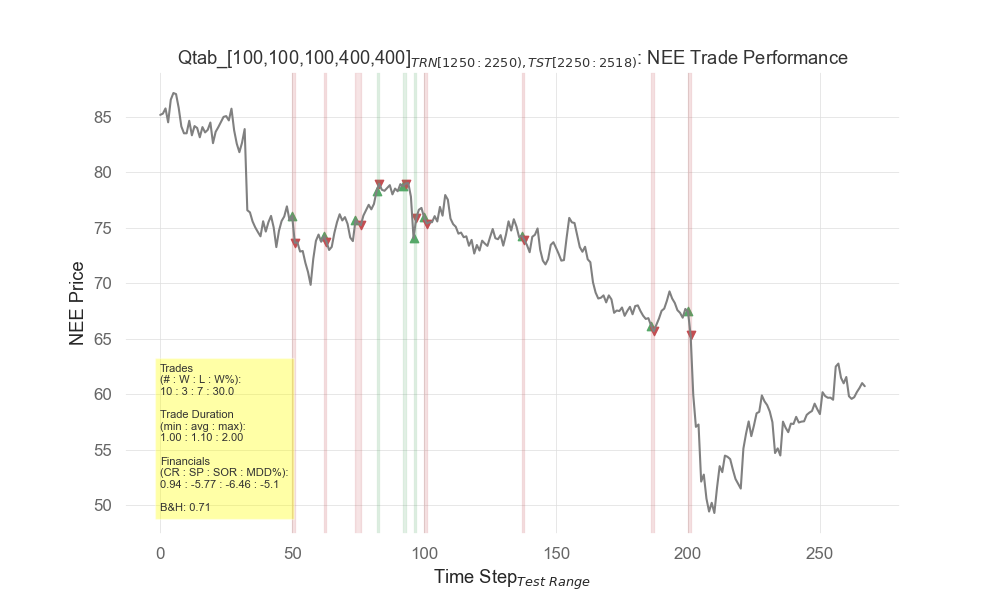 Qtab_[100,100,100,400,400]TRN[1250:2250),TST[2250:2518): NEE Trade Performance
NEE Price
85
80
75
70
65
60
55
50
Trades
(# : W : L : W%):
10 : 3 : 7 : 30.0
Trade Duration
(min : avg : max):
1.00 : 1.10 : 2.00
Financials
(CR : SP : SOR : MDD%):
0.94 : -5.77 : -6.46 : -5.1
B&H: 0.71
0 50 100 150 200 250
Time StepTest Range